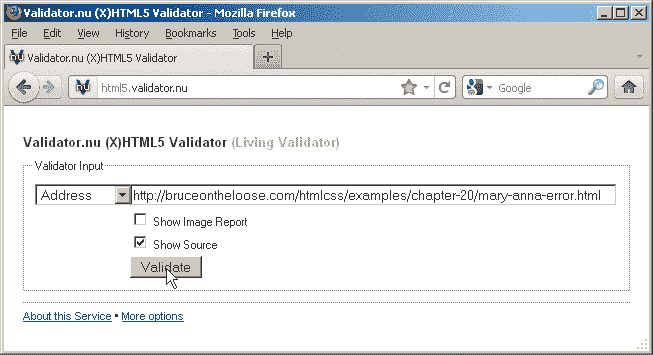 Validator.nu (X)HTML5 Validator - Mozilla Firefox
File Edit View History Bookmarks Tools Help
Validator.nu (X)HTML5 Validator
html5.validator.nu Google
Validator.nu (X)HTML5 Validator (Living Validator)
Validator Input
Address http://bruceontheloose.com/htmlcss/examples/chapter-20/mary-anna-error.html
Show Image Report
Show Source
Validate
About this Service • More options